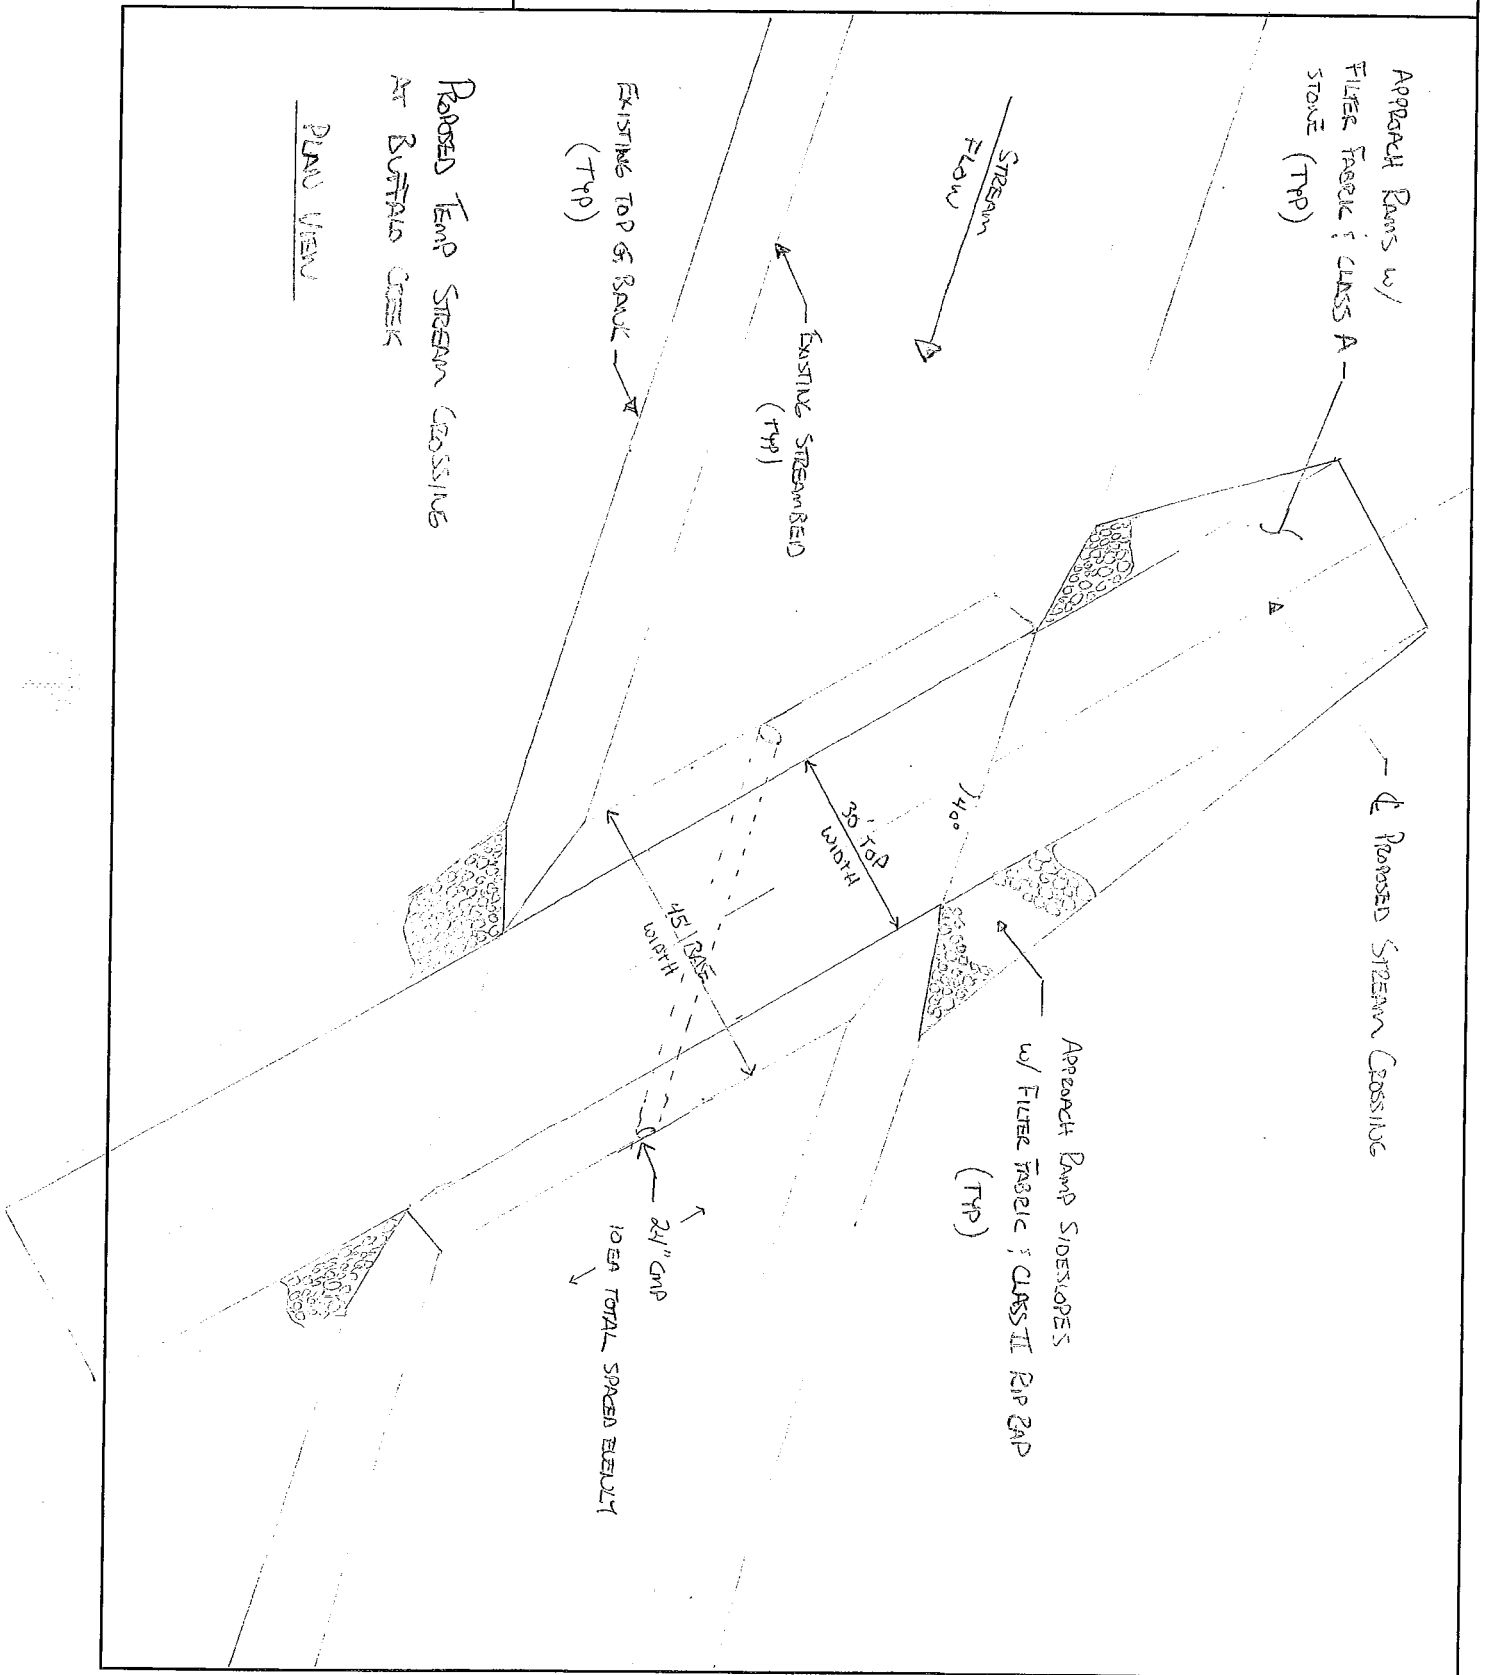 APPROACH RAMPS W/
FILTER FABRIC & CLASS A
STONE (TYP)
℄ PROPOSED STREAM CROSSING
STREAM
FLOW
APPROACH RAMP SIDESLOPES
W/ FILTER FABRIC & CLASS II RIP RAP
(TYP)
30' TOP
WIDTH
EXISTING STREAMBED
(TYP)
45' BASE
WIDTH
24" CMP
10 EA TOTAL SPACED EVENLY
EXISTING TOP OF BANK
(TYP)
PROPOSED TEMP STREAM CROSSING
AT BUFFALO CREEK
PLAN VIEW